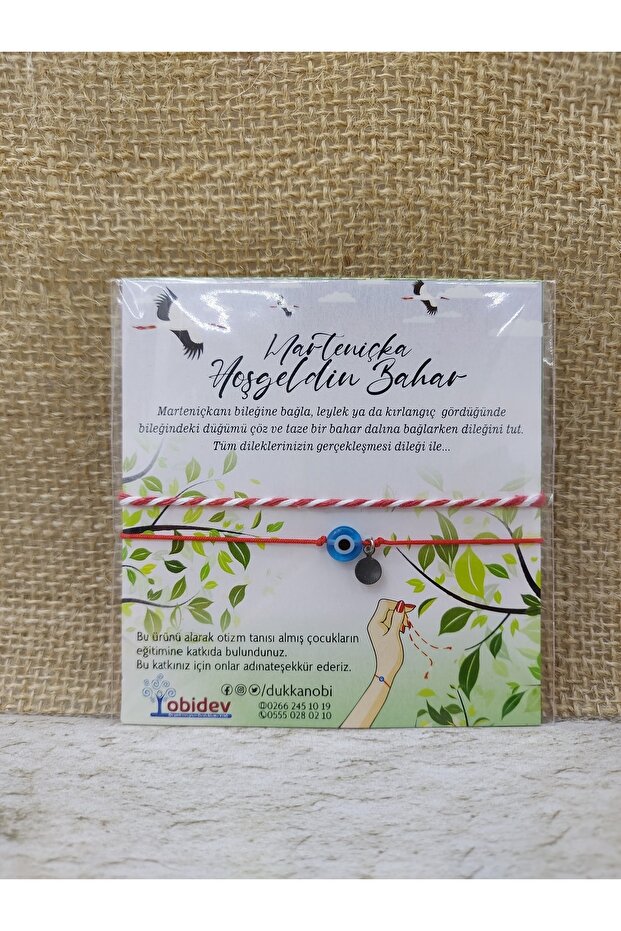 Marteniçka
Hoşgeldin Bahar
Marteniçkanı bileğine bağla, leylek ya da kırlangıç gördüğünde
bileğindeki düğümü çöz ve taze bir bahar dalına bağlarken dileğini tut.
Tüm dileklerinizin gerçekleşmesi dileği ile...
Bu ürünü alarak otizm tanısı almış çocukların
eğitimine katkıda bulundunuz.
Bu katkınız için onlar adınateşekkür ederiz.
obidev
/dukkanobi
0266 245 10 19
0555 028 02 10